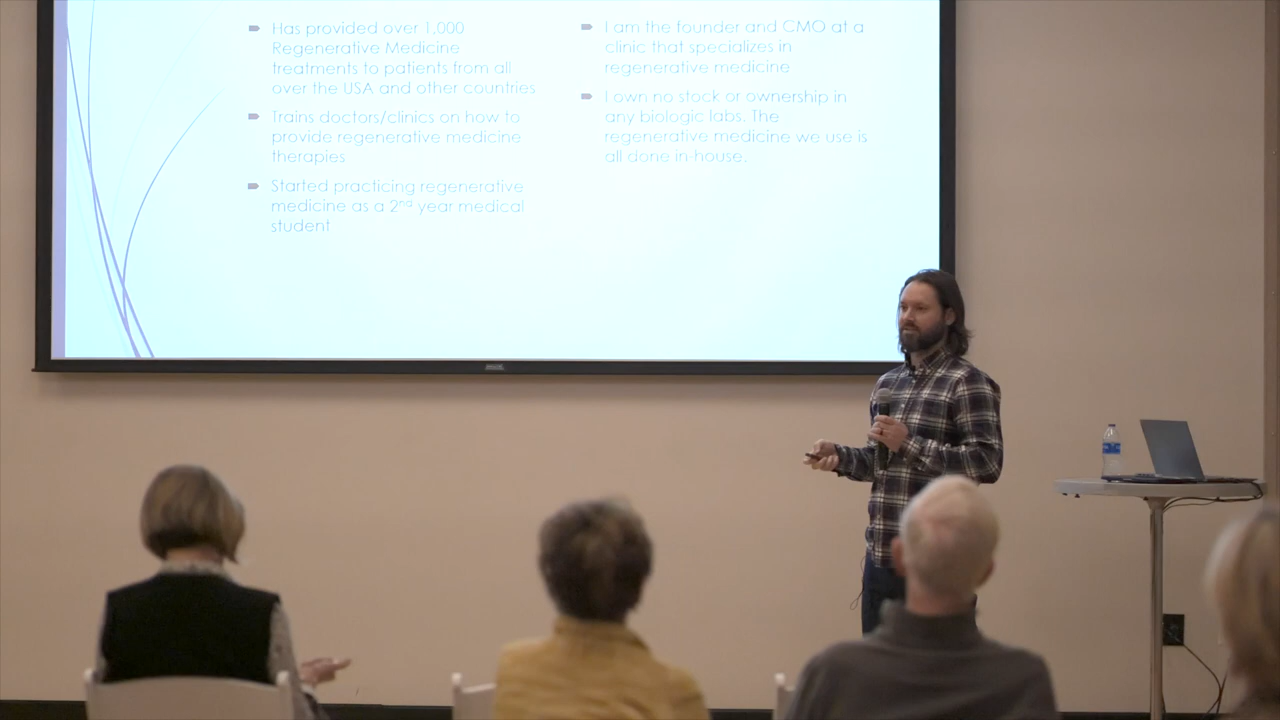 Has provided over 1,000
Regenerative Medicine
treatments to patients from all
over the USA and other countries
Trains doctors/clinics on how to
provide regenerative medicine
therapies
Started practicing regenerative
medicine as a 2nd year medical
student
I am the founder and CMO at a
clinic that specializes in
regenerative medicine
I own no stock or ownership in
any biologic labs. The
regenerative medicine we use is
all done in-house.